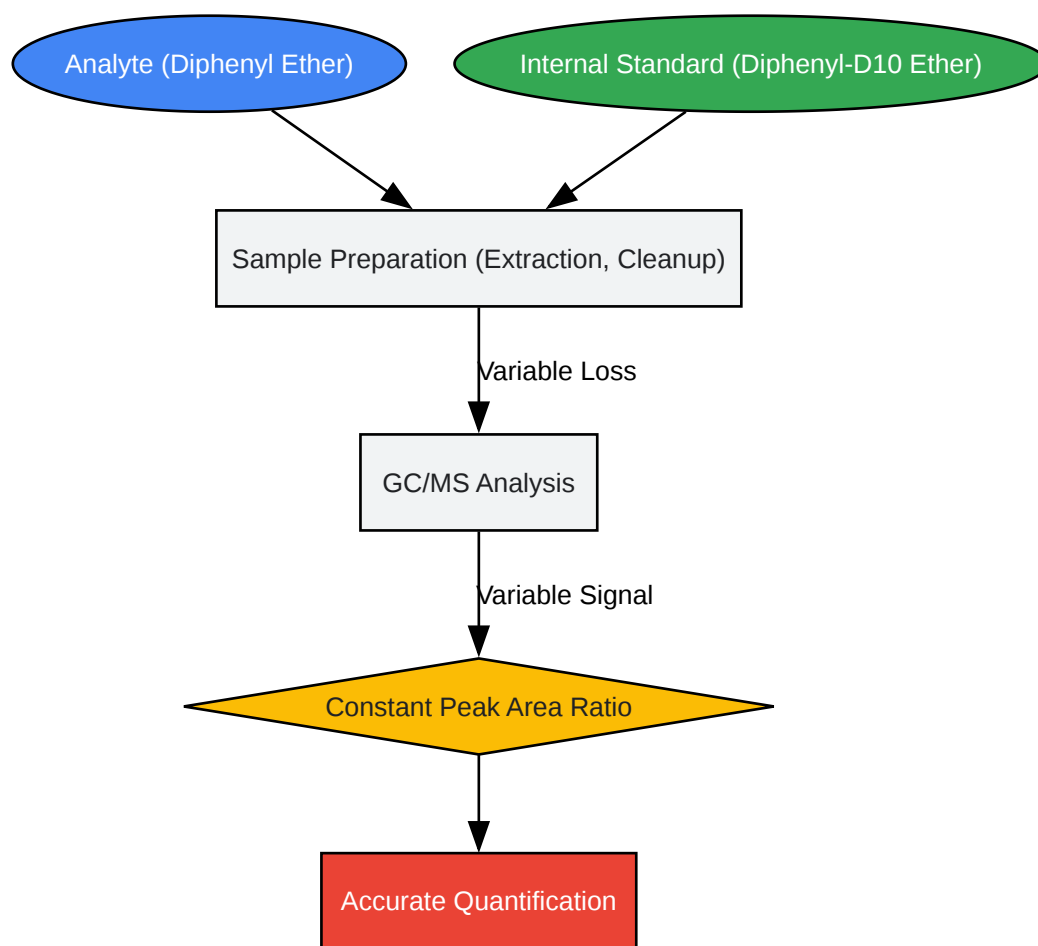 Analyte (Diphenyl Ether)
Internal Standard (Diphenyl-D10 Ether)
Sample Preparation (Extraction, Cleanup)
Variable Loss
GC/MS Analysis
Variable Signal
Constant Peak Area Ratio
Accurate Quantification